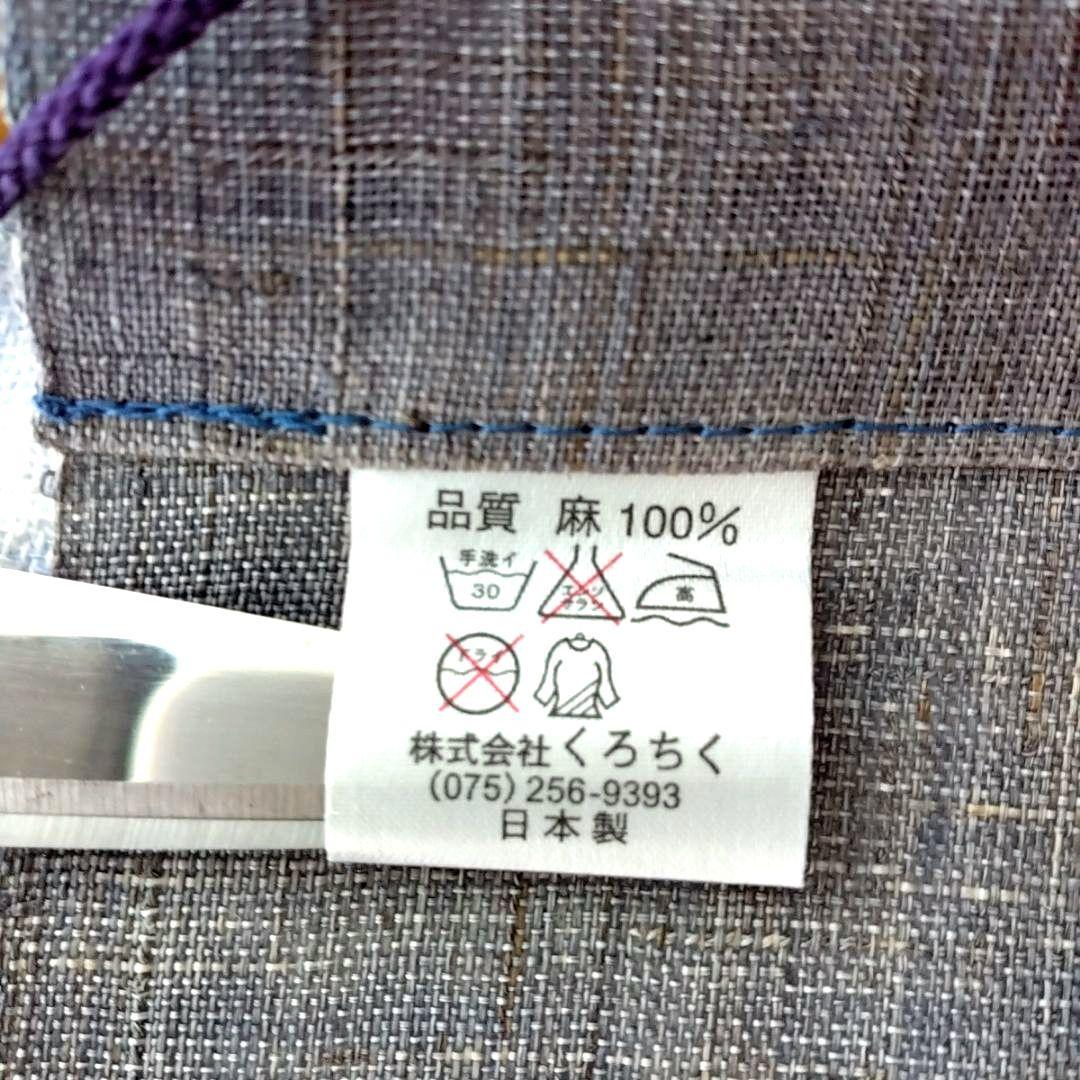 品質 麻 100%
手洗イ
30
エンソ
サラシ
高
ドライ
株式会社くろちく
(075) 256-9393
日本製